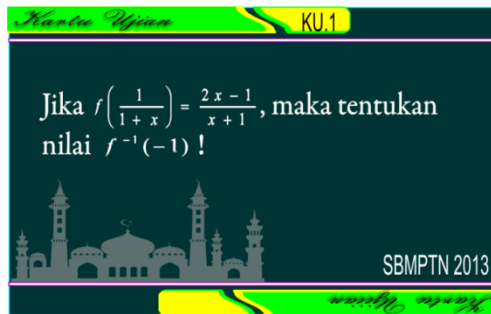 Kartu Ujian
KU.1
Jika f(1/(1 + x)) = (2x − 1)/(x + 1), maka tentukan
nilai f⁻¹(−1) !
SBMPTN 2013
Kartu Ujian